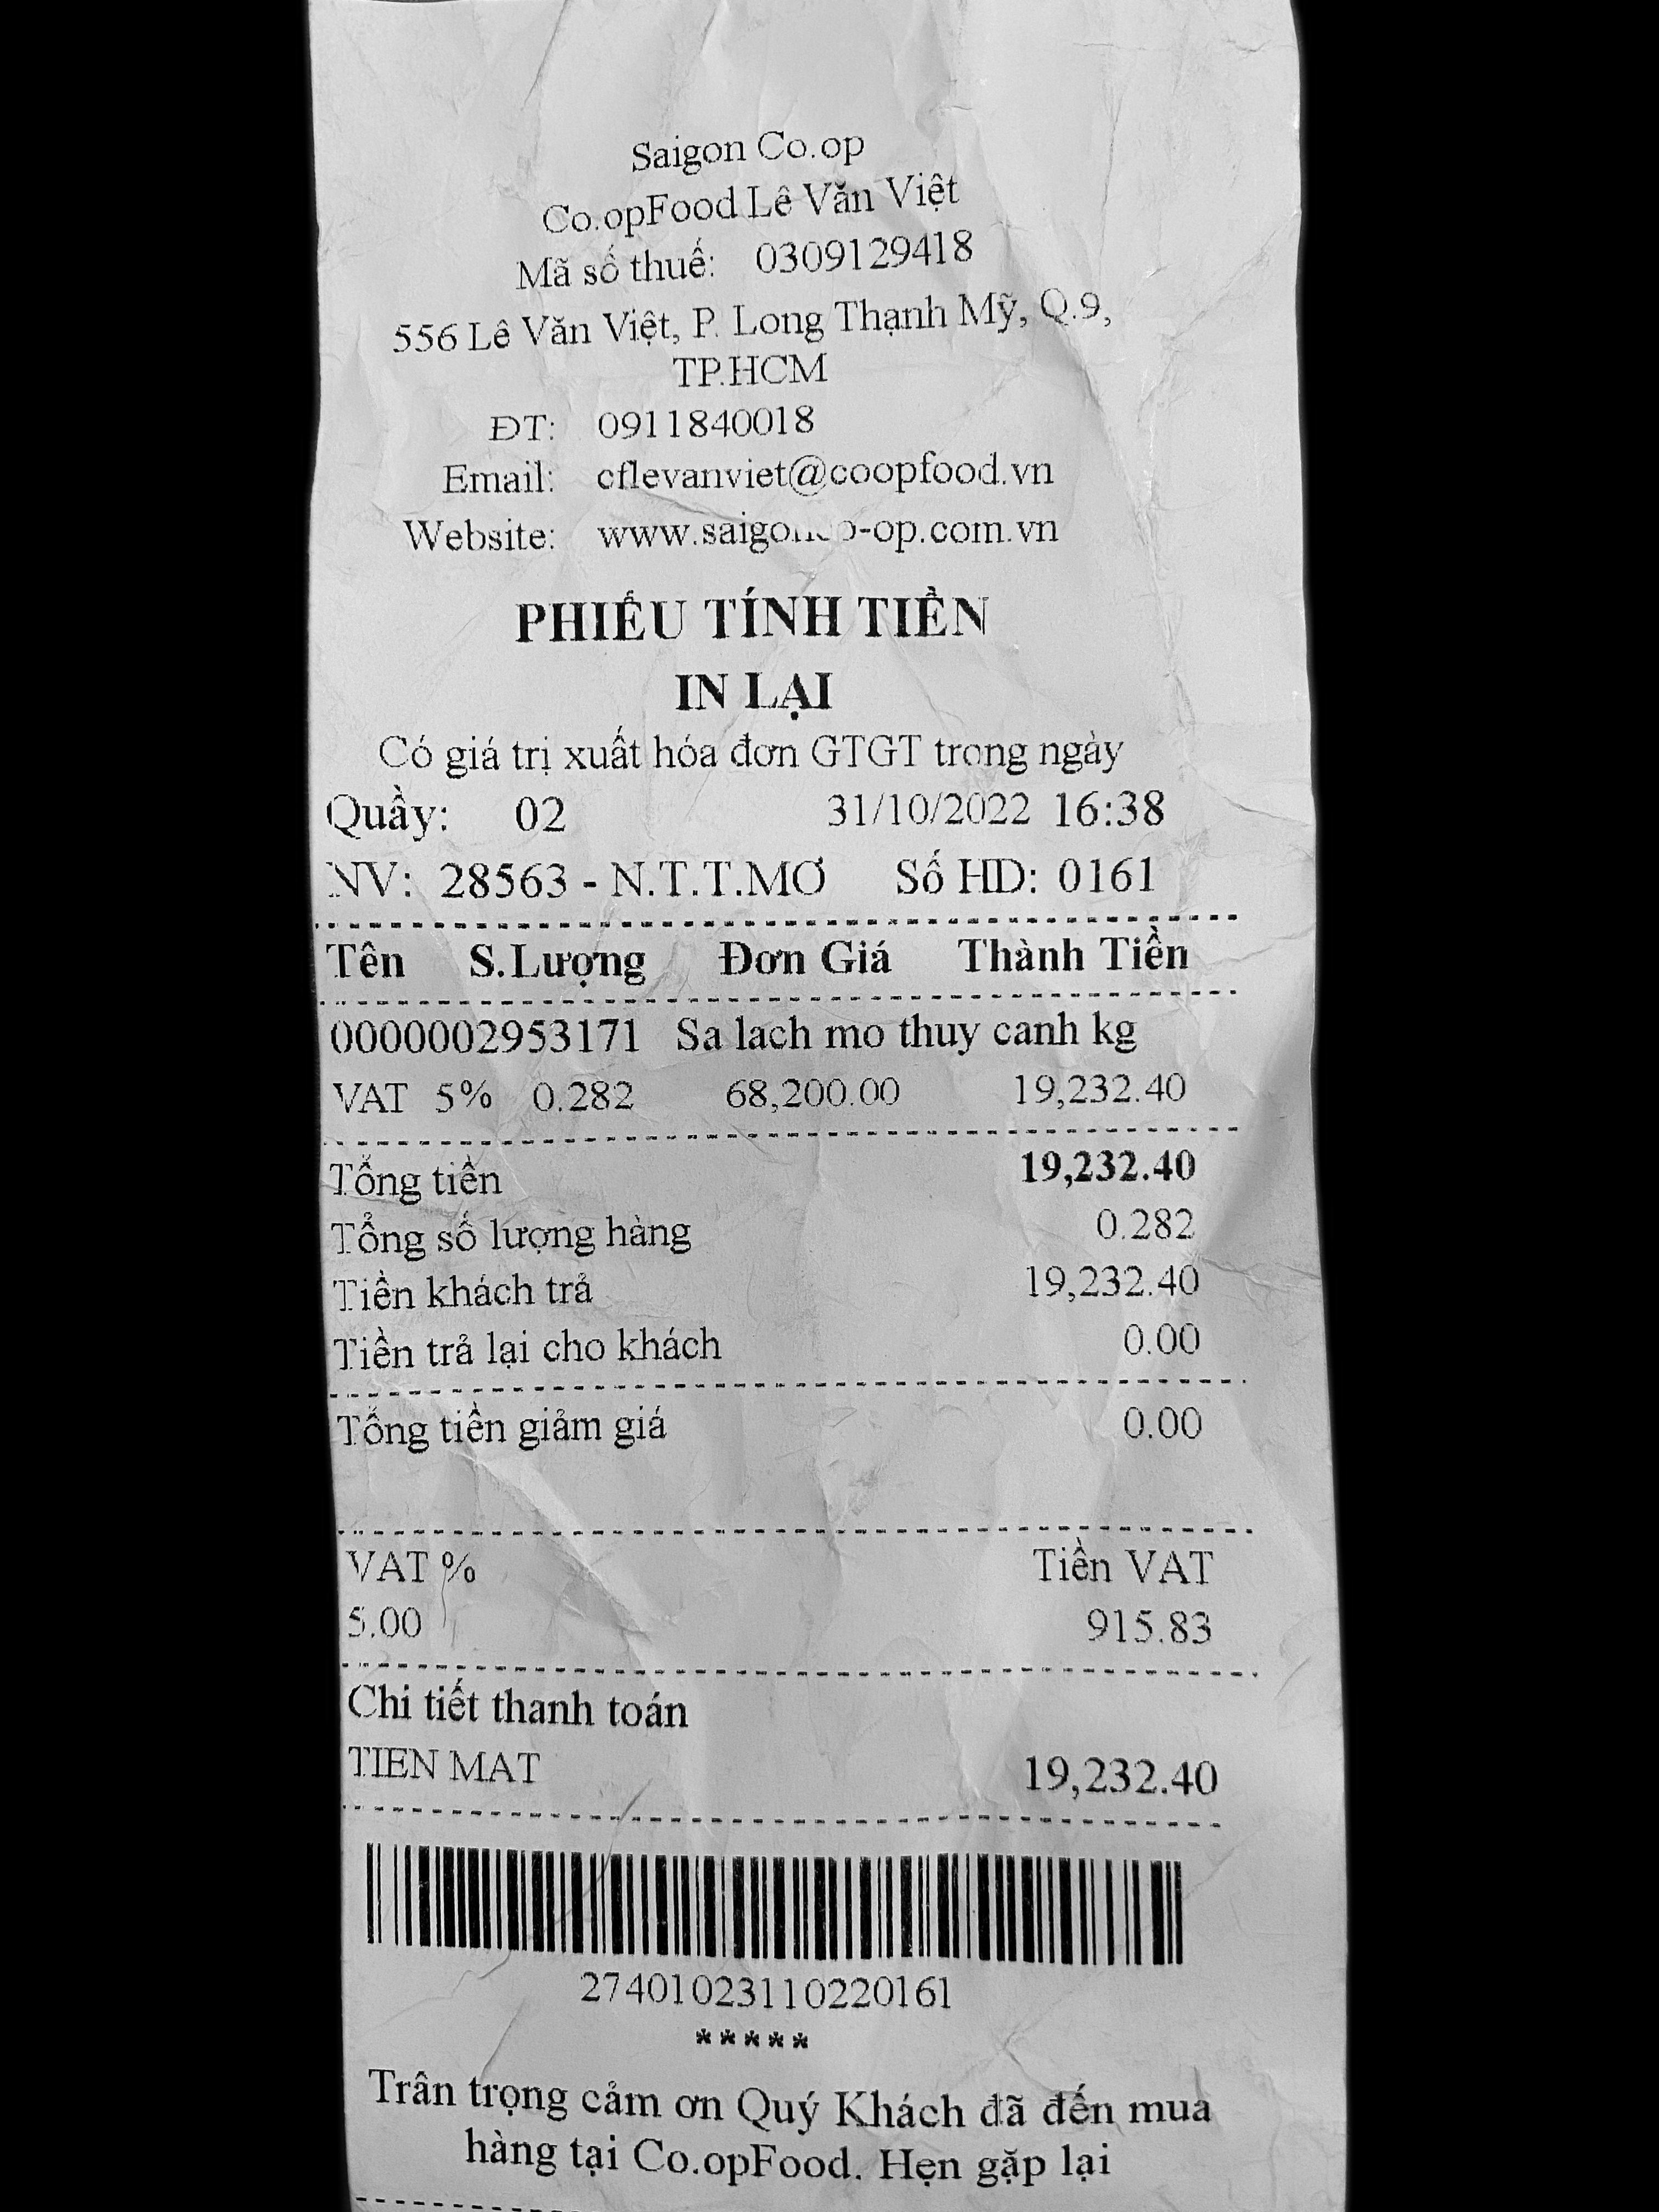 Saigon Co.op
Co.opFood Lê Văn Việt
Mã số thuế: 0309129418
556 Lê Văn Việt, P. Long Thạnh Mỹ, Q.9,
TP.HCM
ĐT: 0911840018
Email: cflevanviet@coopfood.vn
Website: www.saigonco-op.com.vn
PHIẾU TÍNH TIỀN
IN LẠI
Có giá trị xuất hóa đơn GTGT trong ngày
Quầy: 02 31/10/2022 16:38
NV: 28563 - N.T.T.MƠ Số HD: 0161
Tên S.Lượng Đơn Giá Thành Tiền
0000002953171 Sa lach mo thuy canh kg
VAT 5% 0.282 68,200.00 19,232.40
Tổng tiền 19,232.40
Tổng số lượng hàng 0.282
Tiền khách trả 19,232.40
Tiền trả lại cho khách 0.00
Tổng tiền giảm giá 0.00
VAT % Tiền VAT
5.00 915.83
Chi tiết thanh toán
TIEN MAT 19,232.40
27401023110220161
*****
Trân trọng cảm ơn Quý Khách đã đến mua
hàng tại Co.opFood. Hẹn gặp lại